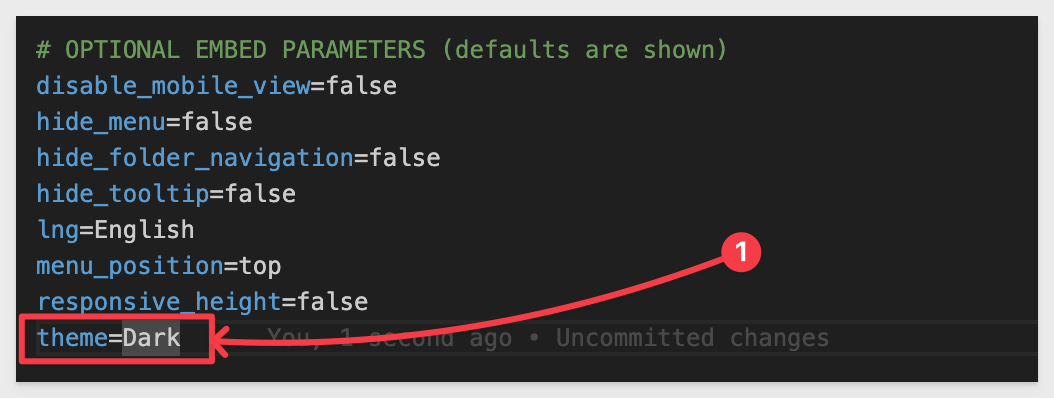 # OPTIONAL EMBED PARAMETERS (defaults are shown)
disable_mobile_view=false
hide_menu=false
hide_folder_navigation=false
hide_tooltip=false
lng=English
1
menu_position=top
responsive_height=false
theme=Dark You, 1 second ago • Uncommitted changes